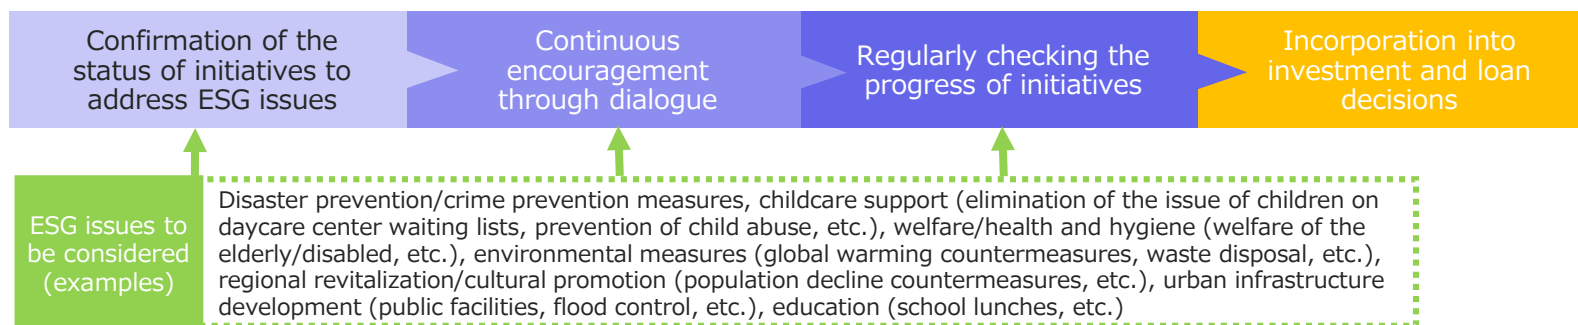 Confirmation of the
status of initiatives to
address ESG issues
Continuous
encouragement
through dialogue
Regularly checking the
progress of initiatives
Incorporation into
investment and loan
decisions
ESG issues to
be considered
(examples)
Disaster prevention/crime prevention measures, childcare support (elimination of the issue of children on
daycare center waiting lists, prevention of child abuse, etc.), welfare/health and hygiene (welfare of the
elderly/disabled, etc.), environmental measures (global warming countermeasures, waste disposal, etc.),
regional revitalization/cultural promotion (population decline countermeasures, etc.), urban infrastructure
development (public facilities, flood control, etc.), education (school lunches, etc.)